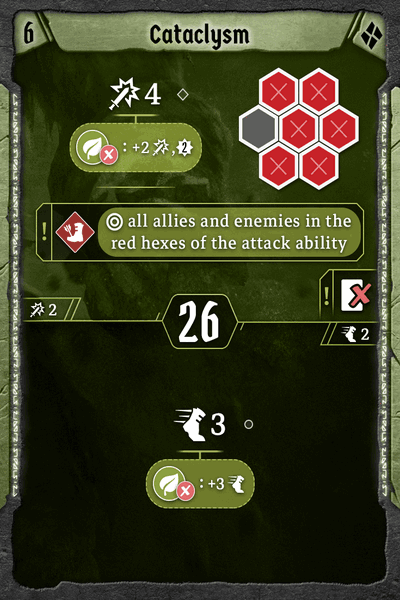 6 Cataclysm
4
: +2 , 2
! all allies and enemies in the
red hexes of the attack ability
!
2
26
2
3
: +3